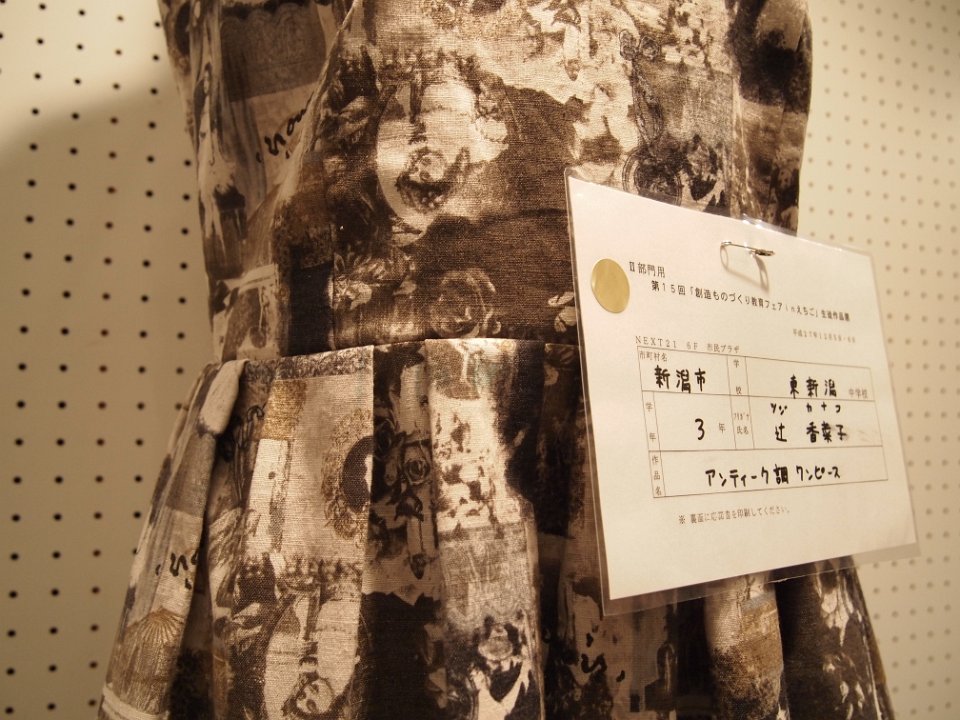 II部門用
第15回「創造ものづくり教育フェアinえちご」生徒作品展
NEXT21 6F 市民プラザ
市町村名 新潟市 学校 東新潟 中学校
学年 3年 フリガナ ツジ カナコ
氏名 辻 香菜子
作品名 アンティーク調 ワンピース
※ 裏面に応募票を印刷してください。